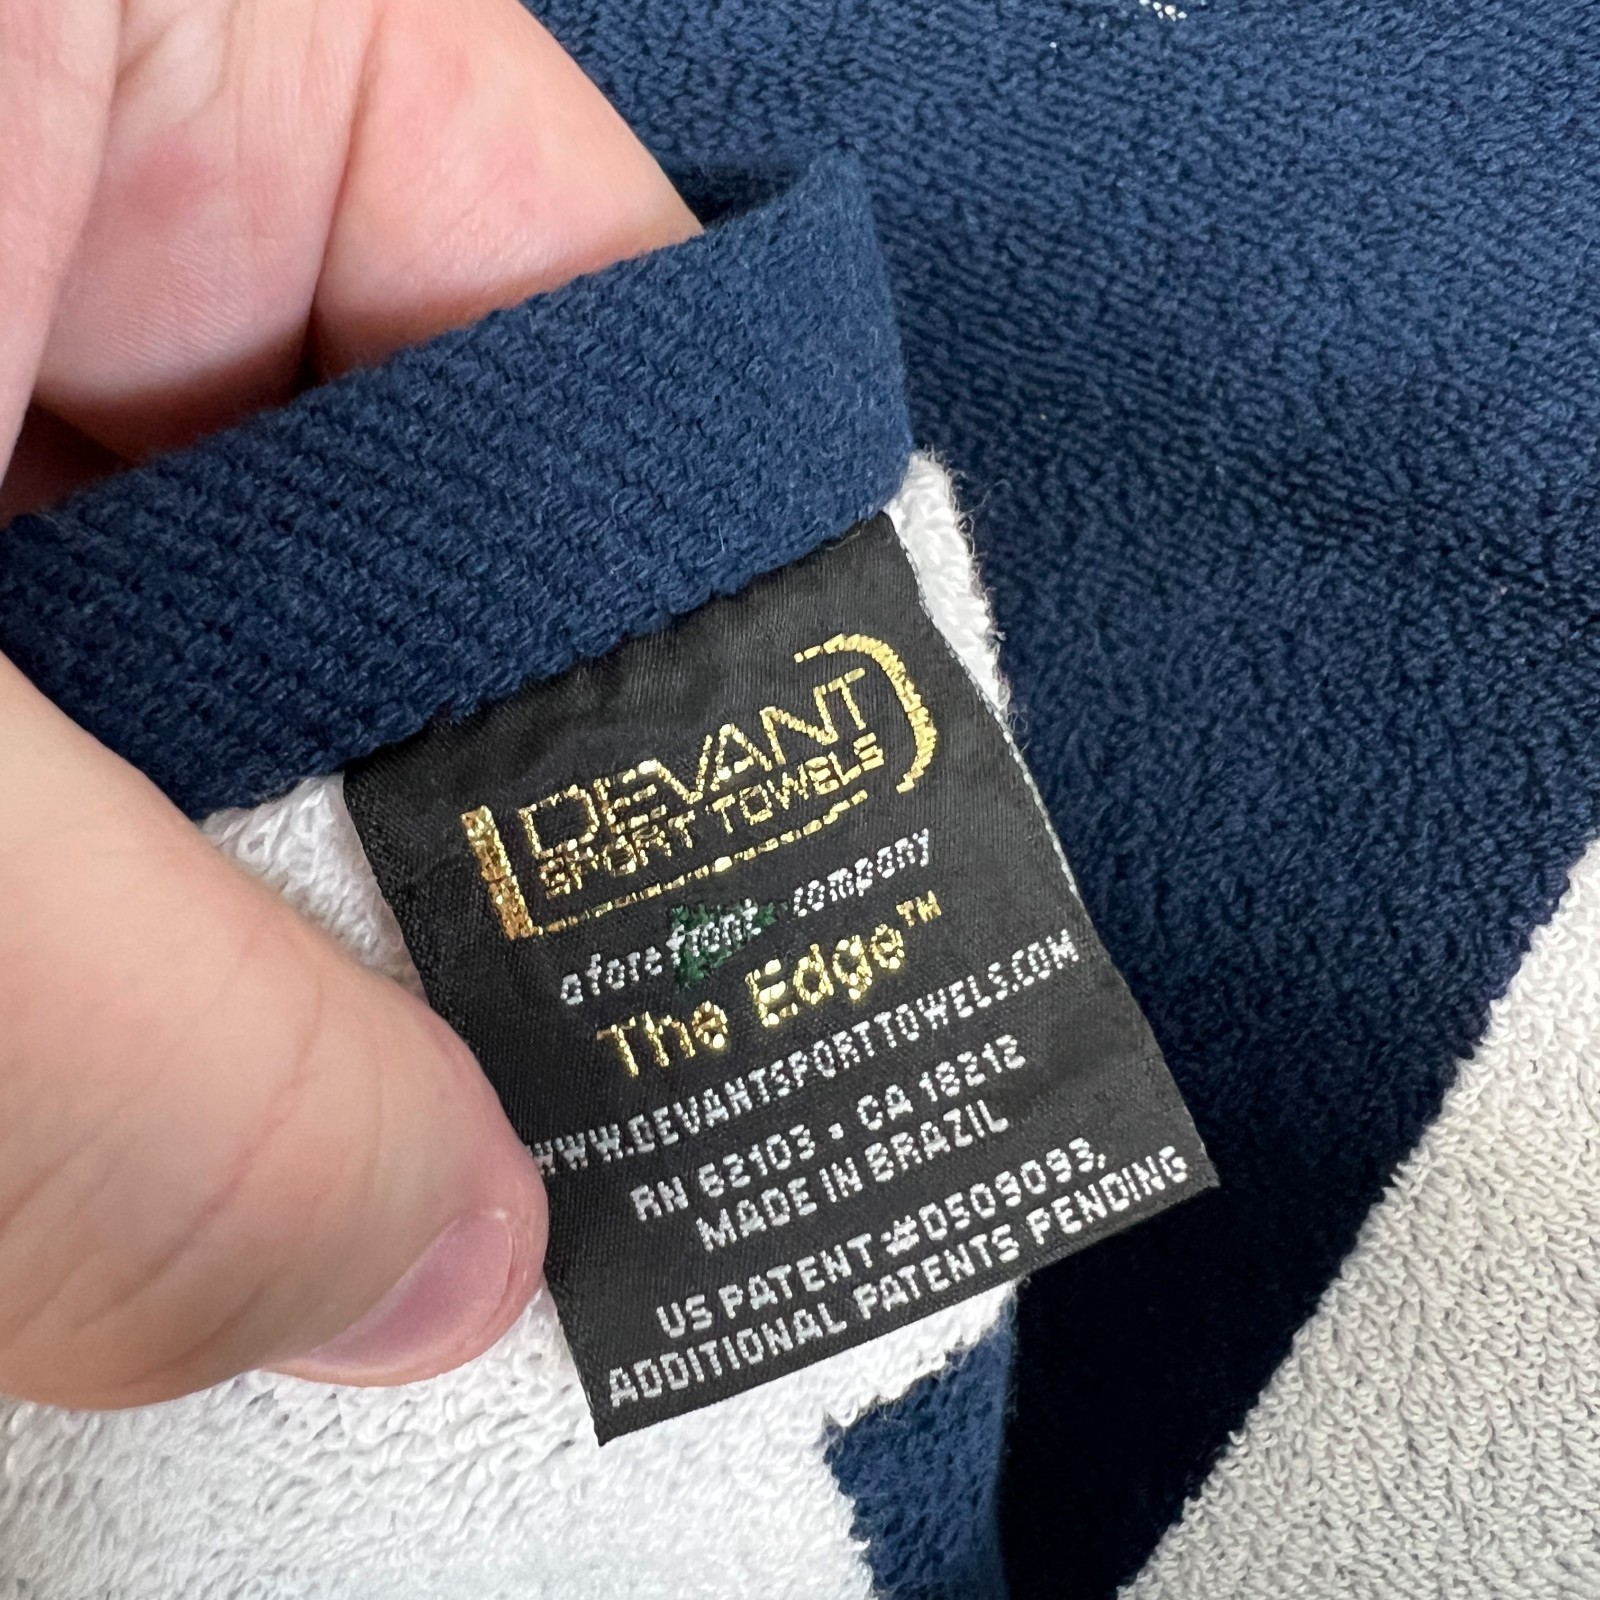 DEVANT
SPORT TOWELS
a forefront company
The Edge™
WWW.DEVANTSPORTTOWELS.COM
RN 62103 • CA 18212
MADE IN BRAZIL
US PATENT #D509093,
ADDITIONAL PATENTS PENDING